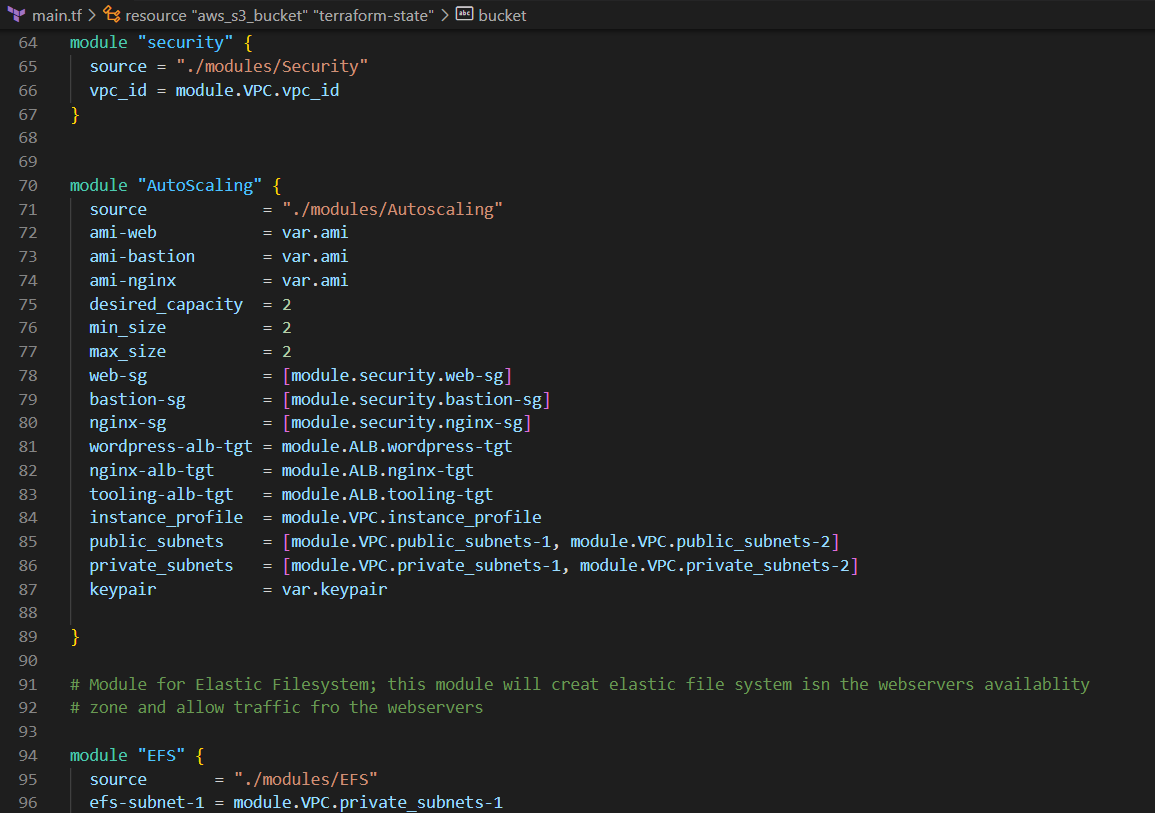 main.tf > resource "aws_s3_bucket" "terraform-state" > abc bucket
64 module "security" {
65   source = "./modules/Security"
66   vpc_id = module.VPC.vpc_id
67 }
68
69
70 module "AutoScaling" {
71   source            = "./modules/Autoscaling"
72   ami-web           = var.ami
73   ami-bastion       = var.ami
74   ami-nginx         = var.ami
75   desired_capacity  = 2
76   min_size          = 2
77   max_size          = 2
78   web-sg            = [module.security.web-sg]
79   bastion-sg        = [module.security.bastion-sg]
80   nginx-sg          = [module.security.nginx-sg]
81   wordpress-alb-tgt = module.ALB.wordpress-tgt
82   nginx-alb-tgt     = module.ALB.nginx-tgt
83   tooling-alb-tgt   = module.ALB.tooling-tgt
84   instance_profile  = module.VPC.instance_profile
85   public_subnets    = [module.VPC.public_subnets-1, module.VPC.public_subnets-2]
86   private_subnets   = [module.VPC.private_subnets-1, module.VPC.private_subnets-2]
87   keypair           = var.keypair
88
89 }
90
91 # Module for Elastic Filesystem; this module will creat elastic file system isn the webservers availablity
92 # zone and allow traffic fro the webservers
93
94 module "EFS" {
95   source       = "./modules/EFS"
96   efs-subnet-1 = module.VPC.private_subnets-1